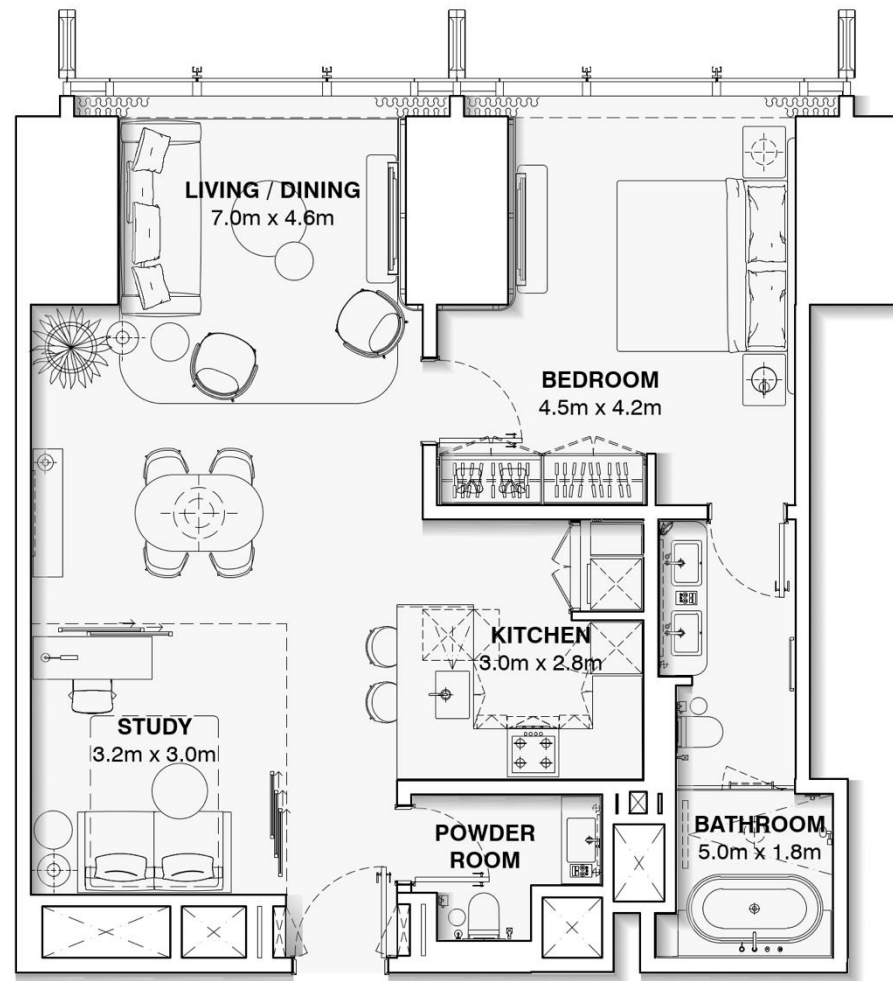 LIVING / DINING
7.0m x 4.6m
BEDROOM
4.5m x 4.2m
KITCHEN
3.0m x 2.8m
STUDY
3.2m x 3.0m
POWDER
ROOM
BATHROOM
5.0m x 1.8m